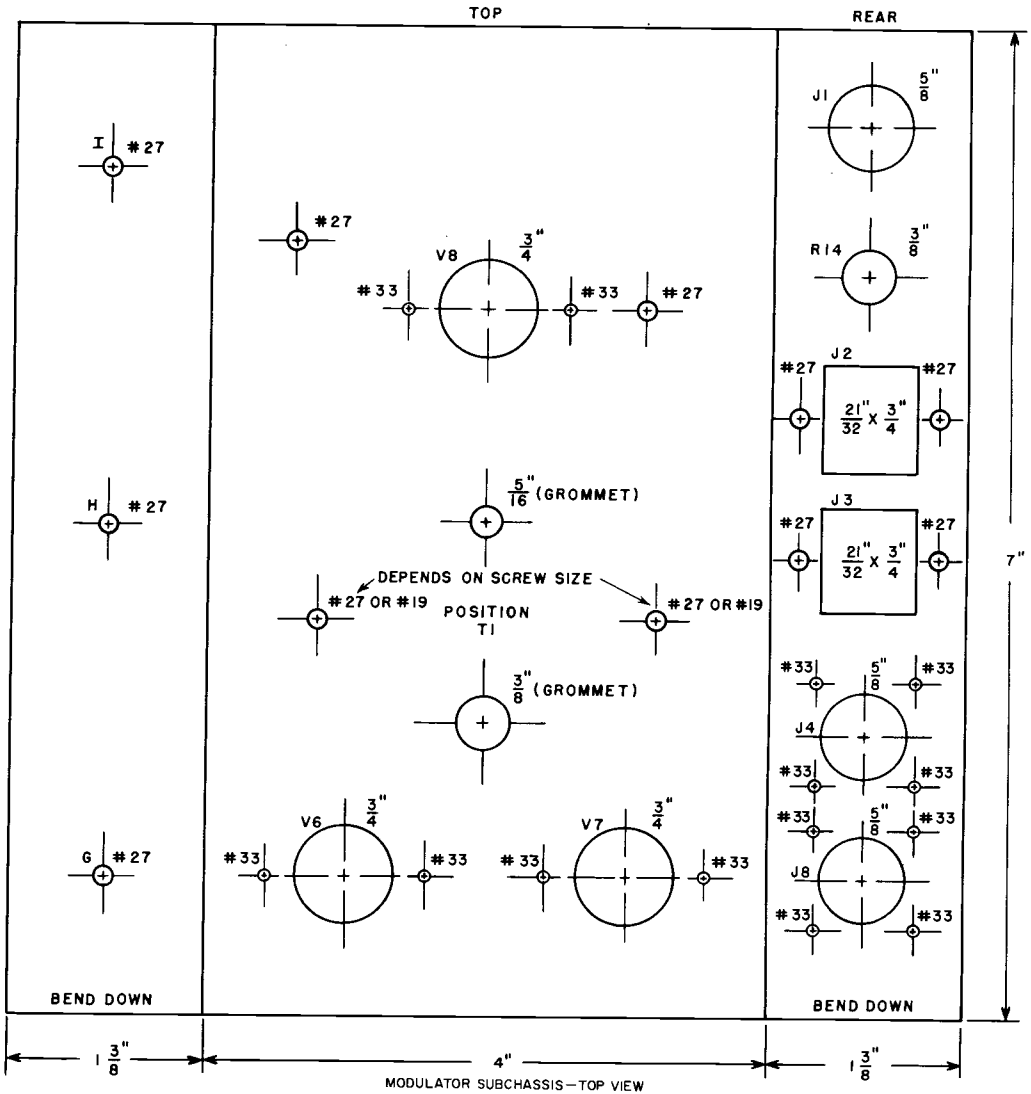 TOP
REAR
J1
5/8"
I
#27
#27
V8
3/4"
#33
#33
#27
R14
3/8"
J2
#27
#27
21/32" X 3/4"
H
#27
5/16" (GROMMET)
J3
#27
#27
21/32" X 3/4"
7"
DEPENDS ON SCREW SIZE
#27 OR #19
#27 OR #19
POSITION
T1
3/8" (GROMMET)
#33
5/8"
#33
J4
#33
#33
V6
3/4"
V7
3/4"
#33
5/8"
#33
G
#27
#33
#33
#33
#33
J8
#33
#33
BEND DOWN
BEND DOWN
1 3/8"
4"
1 3/8"
MODULATOR SUBCHASSIS—TOP VIEW